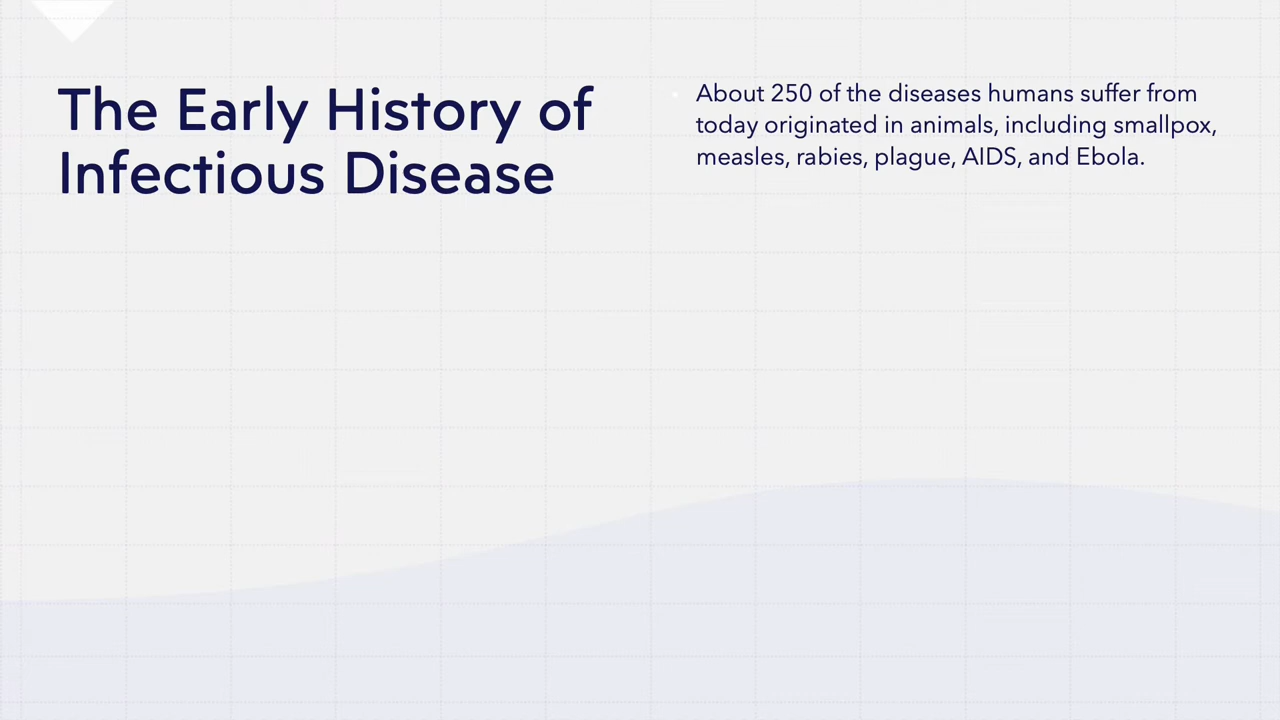 The Early History of
Infectious Disease
About 250 of the diseases humans suffer from
today originated in animals, including smallpox,
measles, rabies, plague, AIDS, and Ebola.